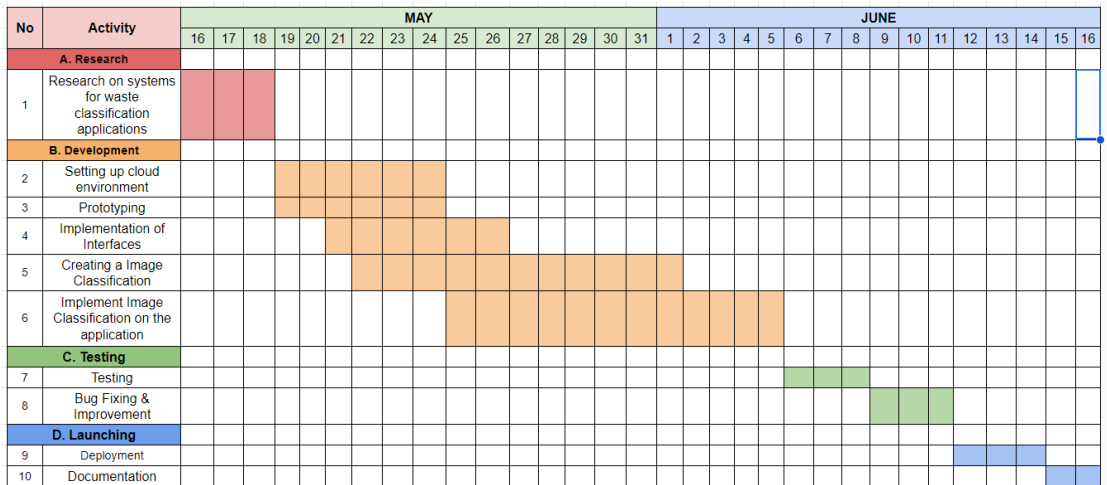 No Activity MAY JUNE
16 17 18 19 20 21 22 23 24 25 26 27 28 29 30 31 1 2 3 4 5 6 7 8 9 10 11 12 13 14 15 16
A. Research
1 Research on systems
for waste
classification
applications
B. Development
2 Setting up cloud
environment
3 Prototyping
4 Implementation of
Interfaces
5 Creating a Image
Classification
6 Implement Image
Classification on the
application
C. Testing
7 Testing
8 Bug Fixing &
Improvement
D. Launching
9 Deployment
10 Documentation